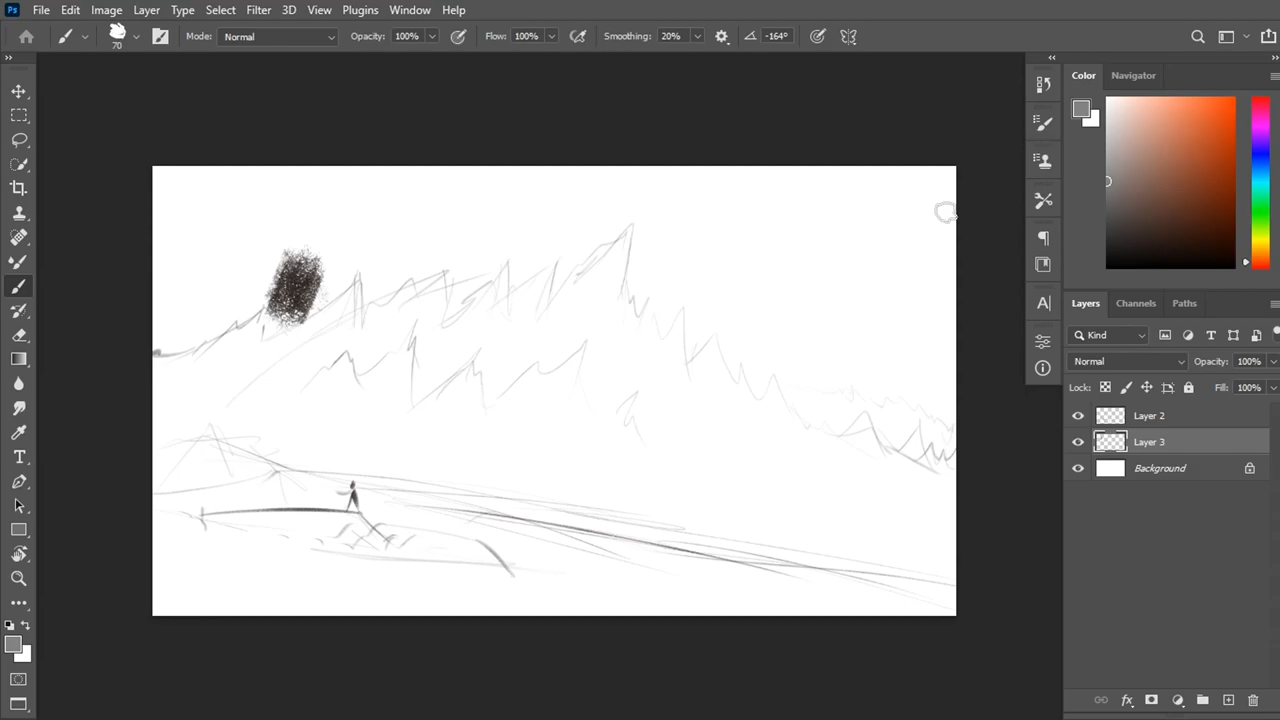 Ps File Edit Image Layer Type Select Filter 3D View Plugins Window Help
70 Mode: Normal Opacity: 100% Flow: 100% Smoothing: 20% -164°
Color Navigator
Layers Channels Paths
Kind
Normal Opacity: 100%
Lock: Fill: 100%
Layer 2
Layer 3
Background